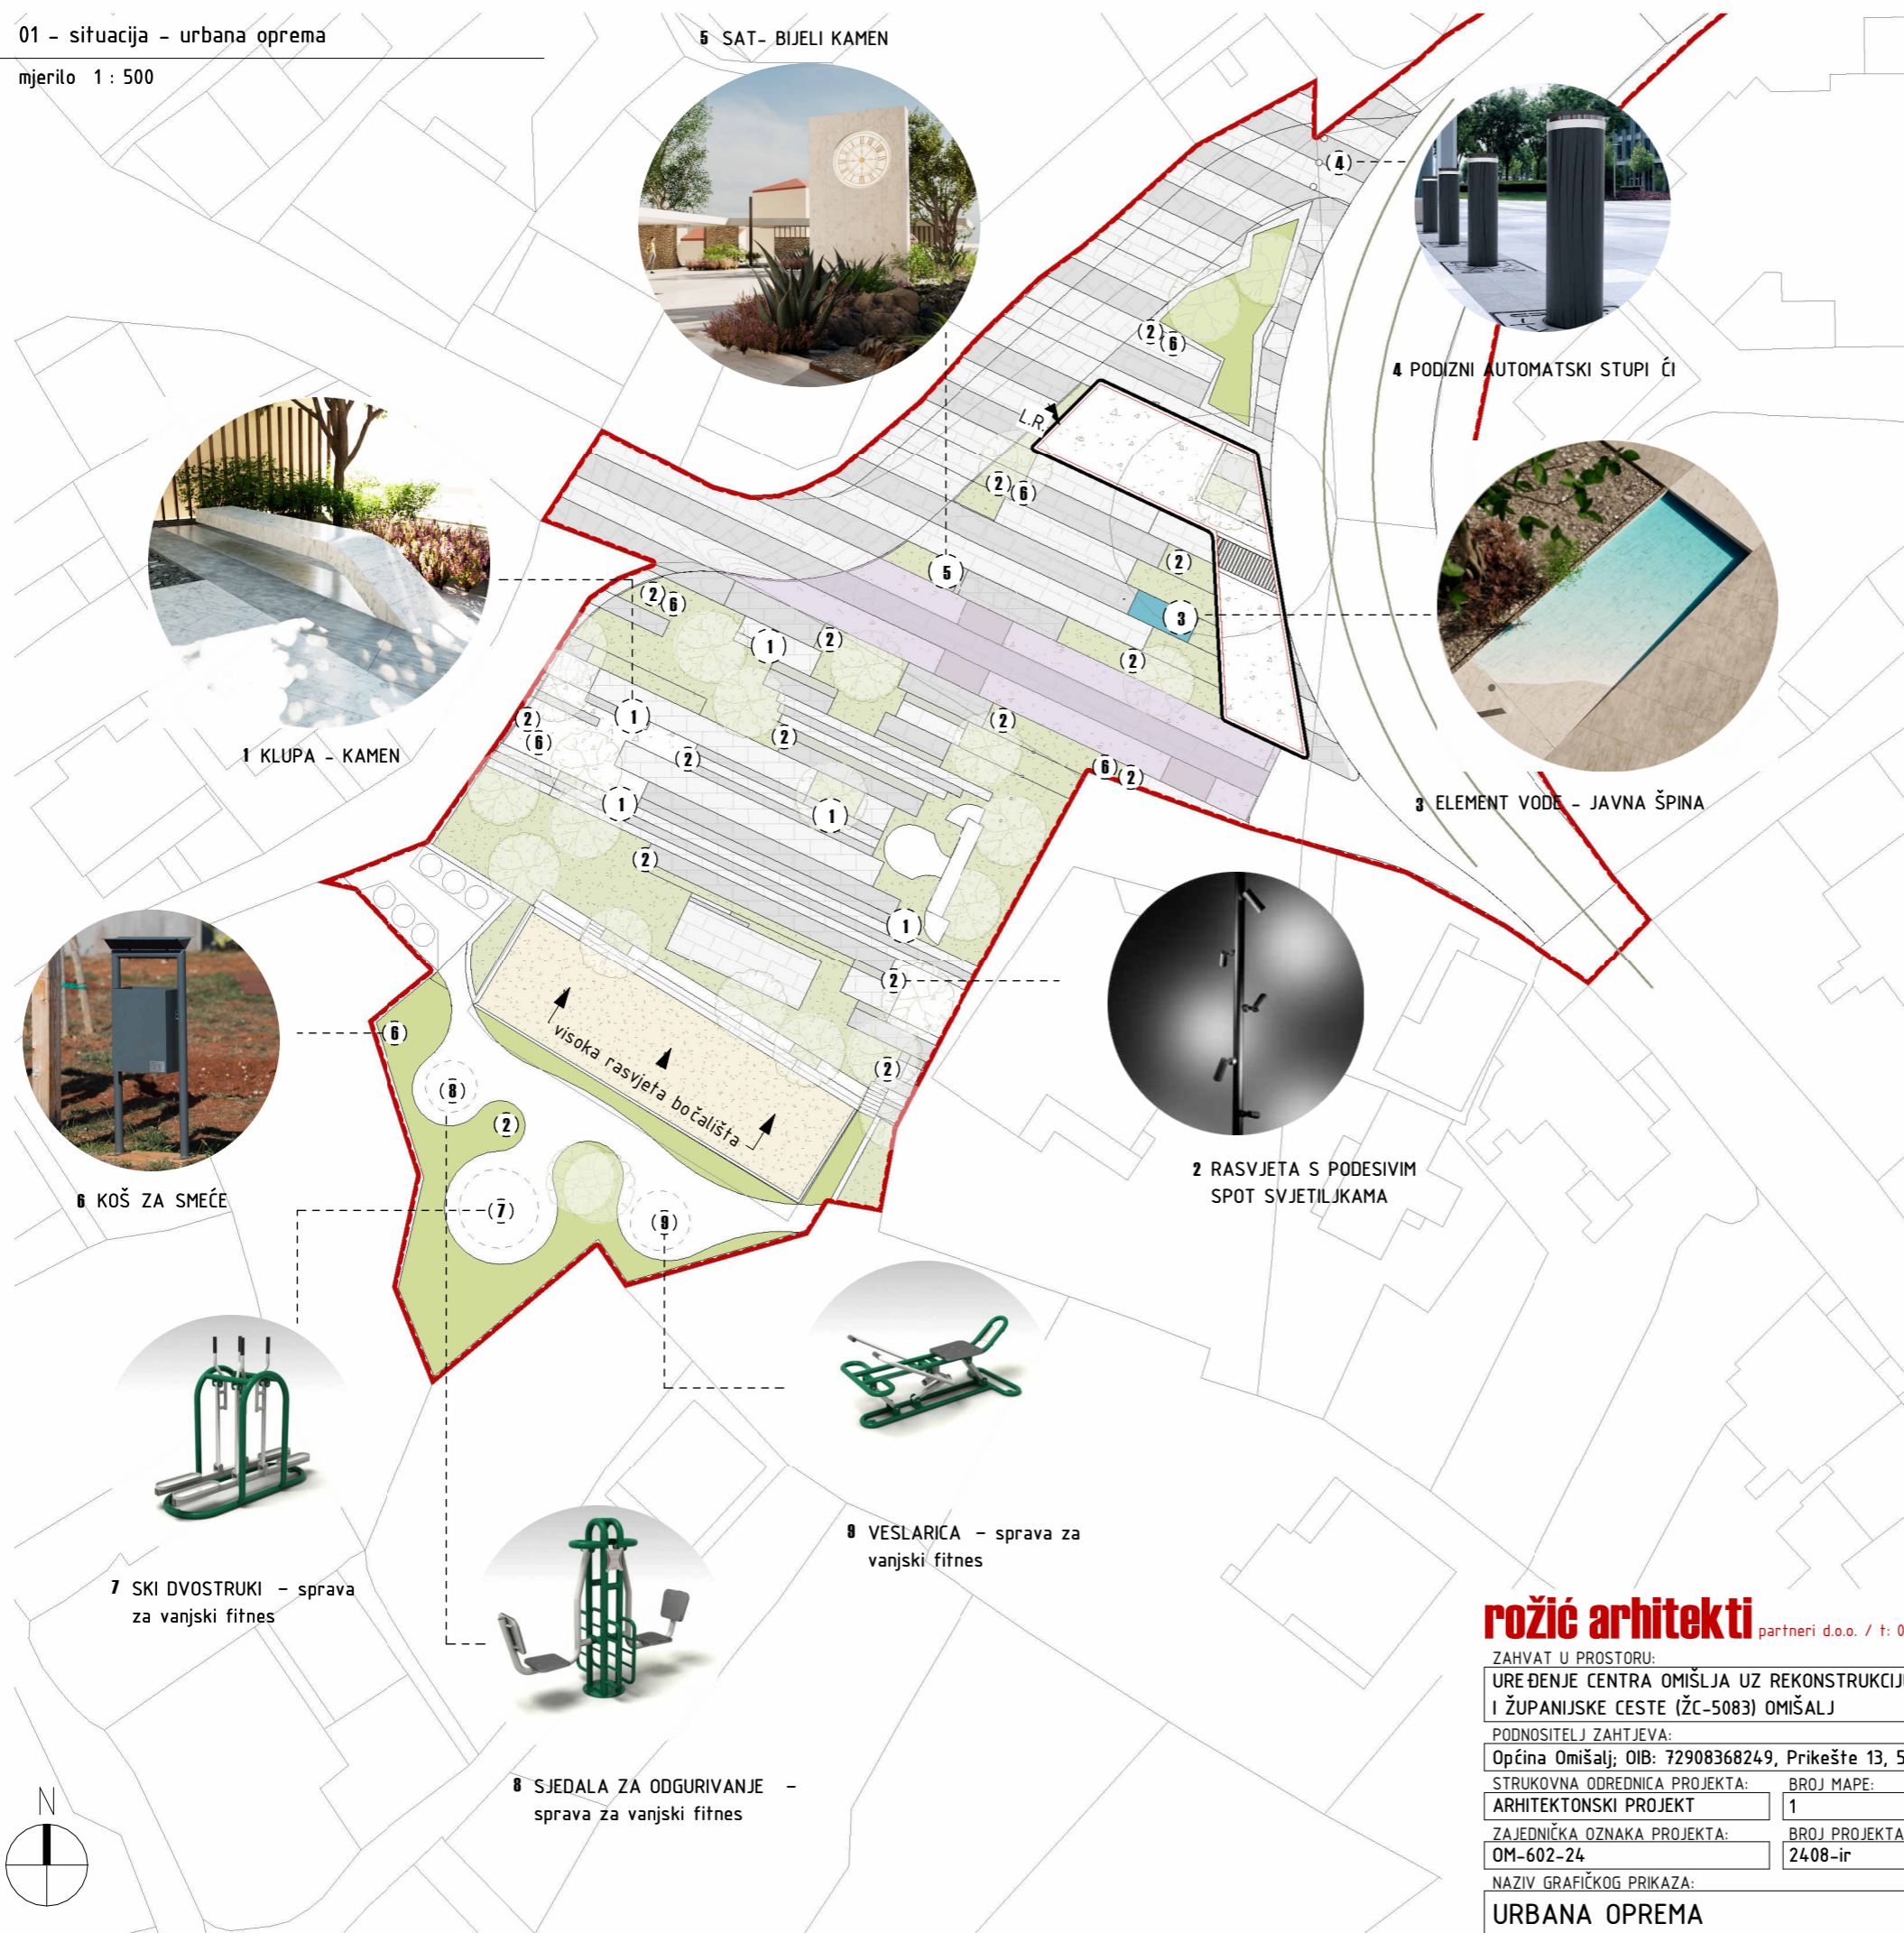 01 - situacija - urbana oprema
mjerilo 1 : 500
5 SAT- BIJELI KAMEN
4
4 PODIZNI AUTOMATSKI STUPI ĆI
2
6
L.R.
2
6
2
5
3
2
6
1
2
2
3 ELEMENT VODE - JAVNA ŠPINA
1 KLUPA - KAMEN
2
6
1
2
2
2
6
2
1
1
2
1
2
2
2 RASVJETA S PODESIVIM
SPOT SVJETILJKAMA
visoka rasvjeta bočališta
6
8
2
7
9
6 KOŠ ZA SMEĆE
7 SKI DVOSTRUKI - sprava
za vanjski fitnes
9 VESLARICA - sprava za
vanjski fitnes
8 SJEDALA ZA ODGURIVANJE -
sprava za vanjski fitnes
N
rožić arhitekti partneri d.o.o. / t: 0
ZAHVAT U PROSTORU:
UREĐENJE CENTRA OMIŠLJA UZ REKONSTRUKCIJU
I ŽUPANIJSKE CESTE (ŽC-5083) OMIŠALJ
PODNOSITELJ ZAHTJEVA:
Općina Omišalj; OIB: 72908368249, Prikešte 13, 5
STRUKOVNA ODREDNICA PROJEKTA:
BROJ MAPE:
ARHITEKTONSKI PROJEKT
1
ZAJEDNIČKA OZNAKA PROJEKTA:
BROJ PROJEKTA
OM-602-24
2408-ir
NAZIV GRAFIČKOG PRIKAZA:
URBANA OPREMA